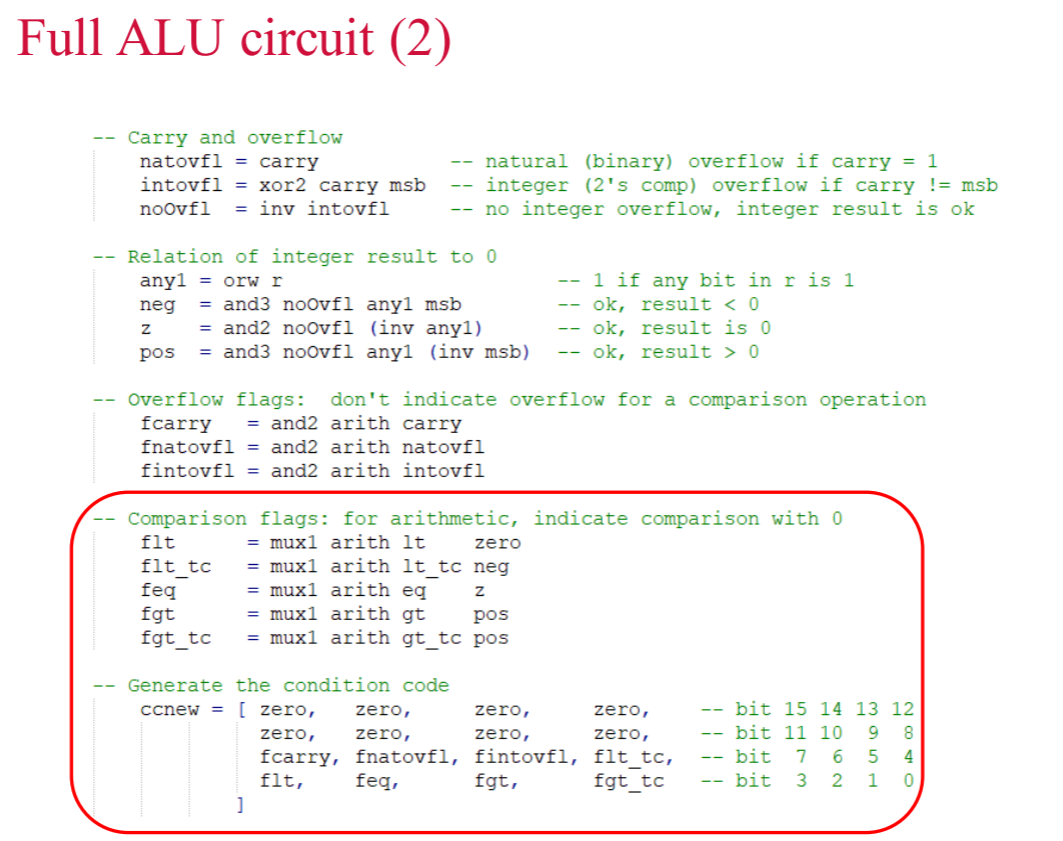 Full ALU circuit (2)
-- Carry and overflow
natovfl = carry -- natural (binary) overflow if carry = 1
intovfl = xor2 carry msb -- integer (2's comp) overflow if carry != msb
noOvfl = inv intovfl -- no integer overflow, integer result is ok
-- Relation of integer result to 0
any1 = orw r -- 1 if any bit in r is 1
neg = and3 noOvfl any1 msb -- ok, result < 0
z = and2 noOvfl (inv any1) -- ok, result is 0
pos = and3 noOvfl any1 (inv msb) -- ok, result > 0
-- Overflow flags: don't indicate overflow for a comparison operation
fcarry = and2 arith carry
fnatovfl = and2 arith natovfl
fintovfl = and2 arith intovfl
-- Comparison flags: for arithmetic, indicate comparison with 0
flt = mux1 arith lt zero
flt_tc = mux1 arith lt_tc neg
feq = mux1 arith eq z
fgt = mux1 arith gt pos
fgt_tc = mux1 arith gt_tc pos
-- Generate the condition code
ccnew = [ zero, zero, zero, zero, -- bit 15 14 13 12
zero, zero, zero, zero, -- bit 11 10 9 8
fcarry, fnatovfl, fintovfl, flt_tc, -- bit 7 6 5 4
flt, feq, fgt, fgt_tc -- bit 3 2 1 0
]